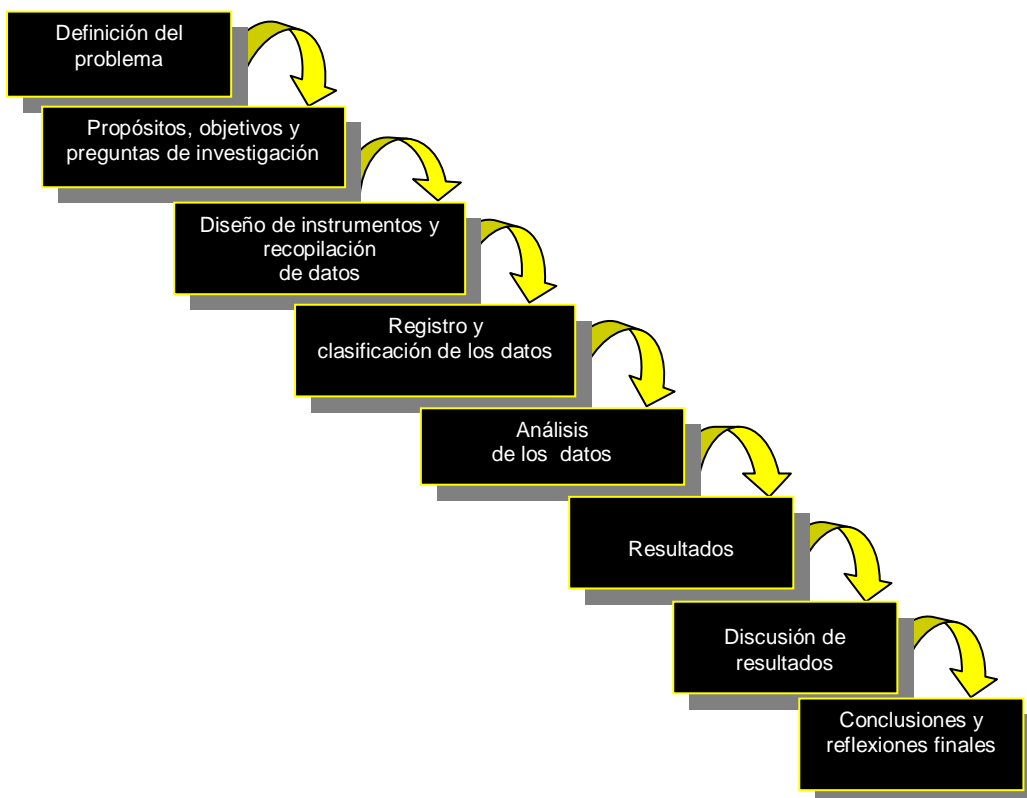 Definición del
problema
Propósitos, objetivos y
preguntas de investigación
Diseño de instrumentos y
recopilación
de datos
Registro y
clasificación de los datos
Análisis
de los datos
Resultados
Discusión de
resultados
Conclusiones y
reflexiones finales